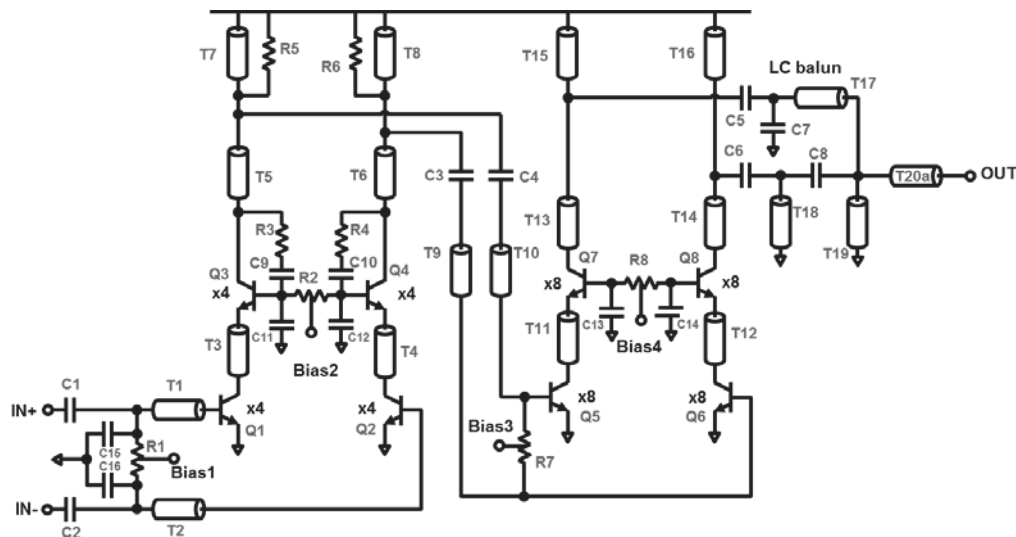 T7
R5
R6
T8
T15
T16
LC balun
T17
C5
C7
C6
C8
T20a
OUT
T5
T6
C3
C4
T13
T14
T18
T19
R3
R4
C9
C10
Q3
R2
Q4
x4
x4
T9
T10
Q7
R8
Q8
x8
x8
C11
C12
C13
C14
T3
T4
T11
T12
Bias2
Bias4
C1
T1
IN+
x4
x4
Q1
Q2
x8
x8
Q5
Q6
Bias3
R7
C15
C16
R1
Bias1
IN-
C2
T2